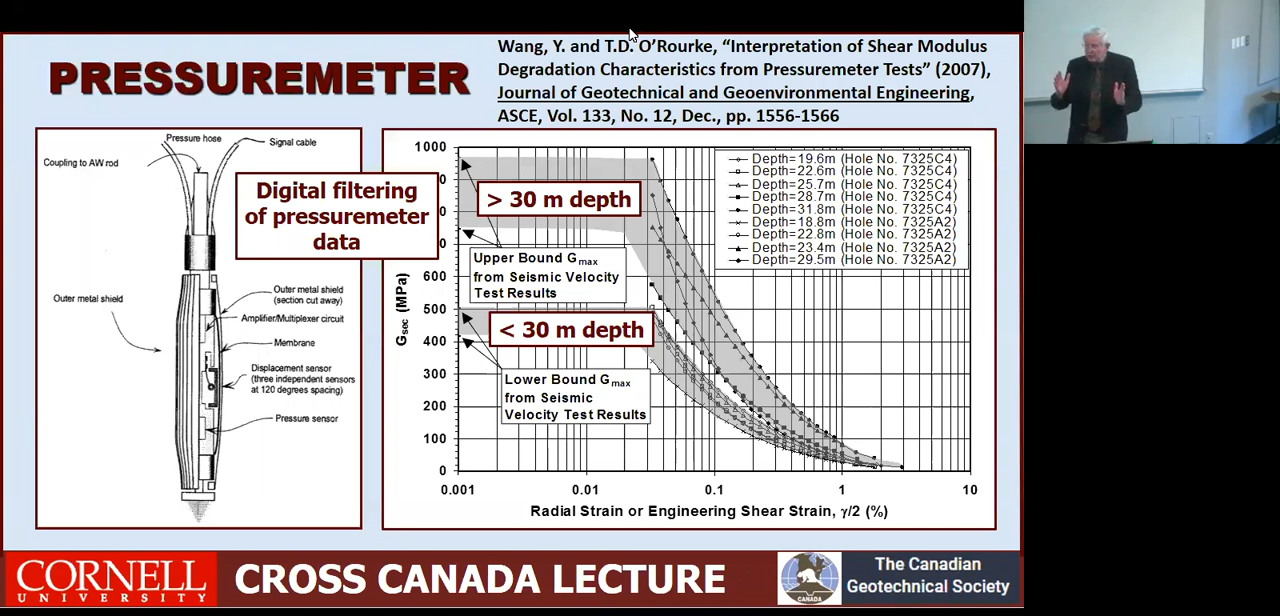 PRESSUREMETER
Wang, Y. and T.D. O'Rourke, “Interpretation of Shear Modulus
Degradation Characteristics from Pressuremeter Tests” (2007),
Journal of Geotechnical and Geoenvironmental Engineering,
ASCE, Vol. 133, No. 12, Dec., pp. 1556-1566
Pressure hose
Signal cable
Coupling to AW rod
Digital filtering
of pressuremeter
data
Outer metal shield
Outer metal shield
(section cut away)
Amplifier/Multiplexer circuit
Membrane
Displacement sensor
(three independent sensors
at 120 degrees spacing)
Pressure sensor
1000
600
500
400
300
200
100
0
Gsec (MPa)
> 30 m depth
Upper Bound Gmax
from Seismic Velocity
Test Results
< 30 m depth
Lower Bound Gmax
from Seismic
Velocity Test Results
Depth=19.6m (Hole No. 7325C4)
Depth=22.6m (Hole No. 7325C4)
Depth=25.7m (Hole No. 7325C4)
Depth=28.7m (Hole No. 7325C4)
Depth=31.8m (Hole No. 7325C4)
Depth=18.8m (Hole No. 7325A2)
Depth=22.8m (Hole No. 7325A2)
Depth=23.4m (Hole No. 7325A2)
Depth=29.5m (Hole No. 7325A2)
0.001 0.01 0.1 1 10
Radial Strain or Engineering Shear Strain, γ/2 (%)
CORNELL
UNIVERSITY
CROSS CANADA LECTURE
CANADA
The Canadian
Geotechnical Society